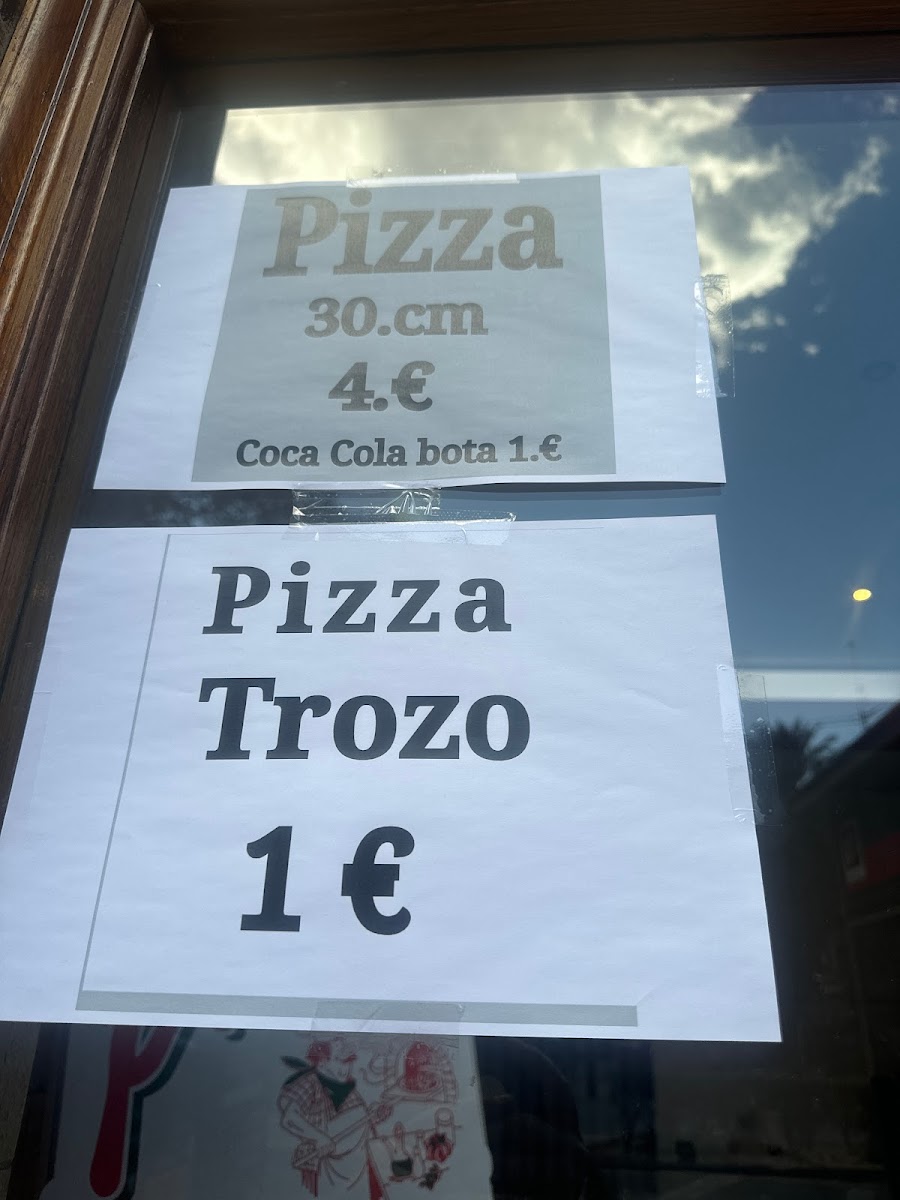 Pizza
30.cm
4.€
Coca Cola bota 1.€
Pizza
Trozo
1 €